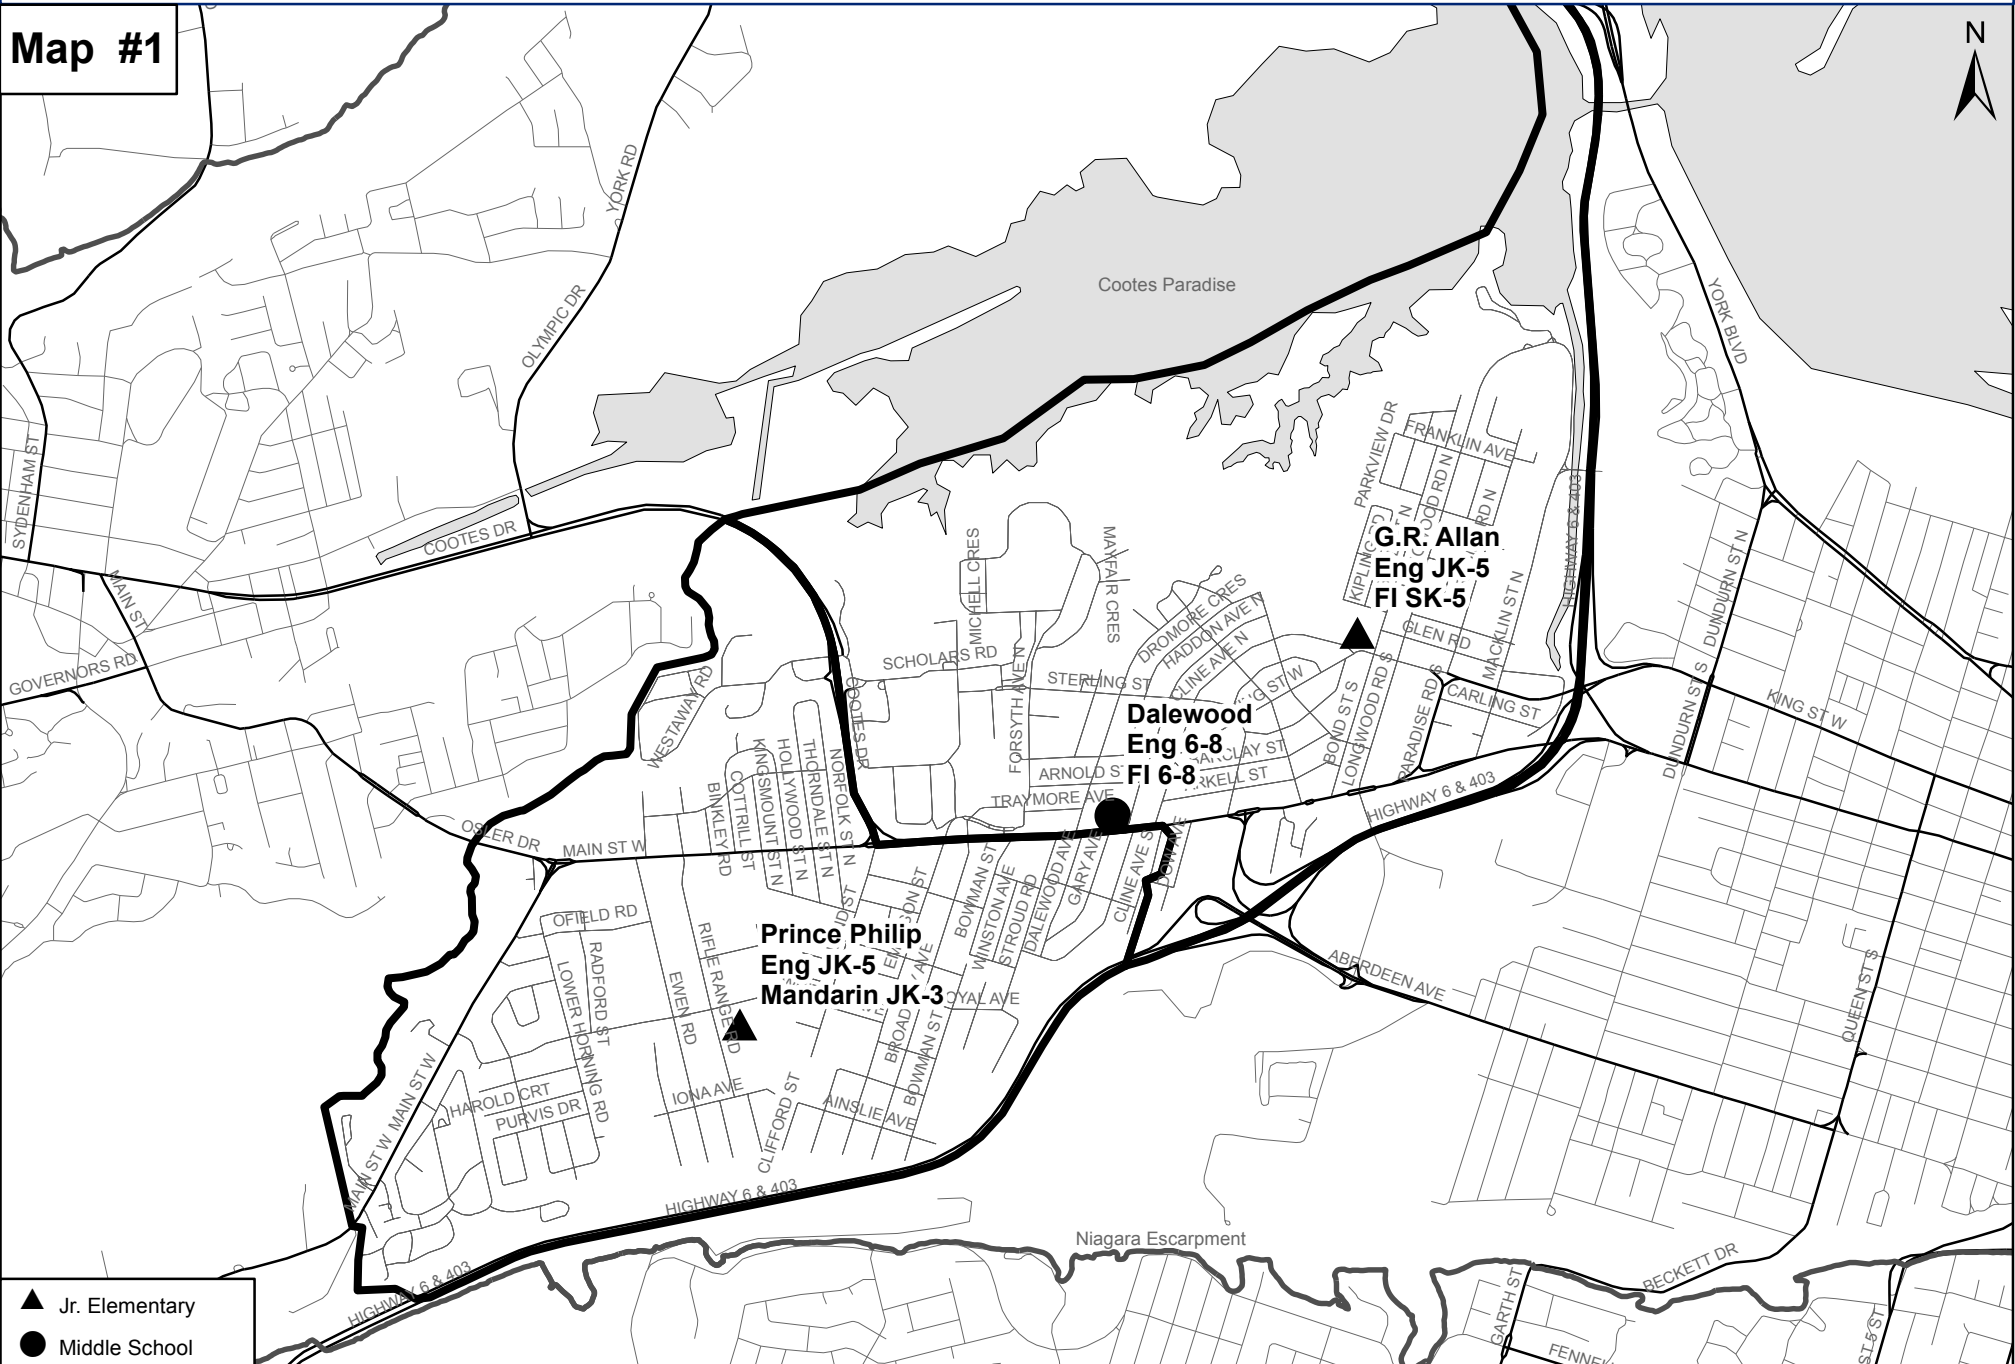 Map #1
N
YORK RD
Cootes Paradise
OLYMPIC DR
YORK BLVD
SYDENHAM ST
COOTES DR
MAIN ST
GOVERNORS RD
PARKVIEW DR
FRANKLIN AVE
HIGHWAY 6 & 403
G.R. Allan
Eng JK-5
FI SK-5
GLEN RD
MACKLIN ST N
DUNDURN ST N
DUNDURN ST S
KING ST W
MICHELL CRES
MAYFAIR CRES
SCHOLARS RD
FORSYTH AVE N
STERLING ST
DROMORE CRES
HADDON AVE N
CLINE AVE N
BOND ST S
LONGWOOD RD S
PARADISE RD S
CARLING ST
Dalewood
Eng 6-8
FI 6-8
ARNOLD ST
TRAYMORE AVE
HIGHWAY 6 & 403
WESTAWAY RD
COOTES DR
BINKLEY RD
COTTRILL ST
KINGSMOUNT ST N
HOLLYWOOD ST N
THORNDALE ST N
NORFOLK ST N
OSLER DR
MAIN ST W
BOWMAN ST
WINSTON AVE
STROUD RD
DALEWOOD AVE
GARY AVE
CLINE AVE S
DOW AVE
OFIELD RD
RADFORD ST
LOWER HORNING RD
EWEN RD
RIFLE RANGE RD
Prince Philip
Eng JK-5
Mandarin JK-3
ABERDEEN AVE
QUEEN ST S
BOWMAN ST
IONA AVE
CLIFFORD ST
AINSLIE AVE
HAROLD CRT
PURVIS DR
MAIN ST W
MAIN ST W
HIGHWAY 6 & 403
HIGHWAY 6 & 403
Niagara Escarpment
BECKETT DR
GARTH ST
Jr. Elementary
Middle School